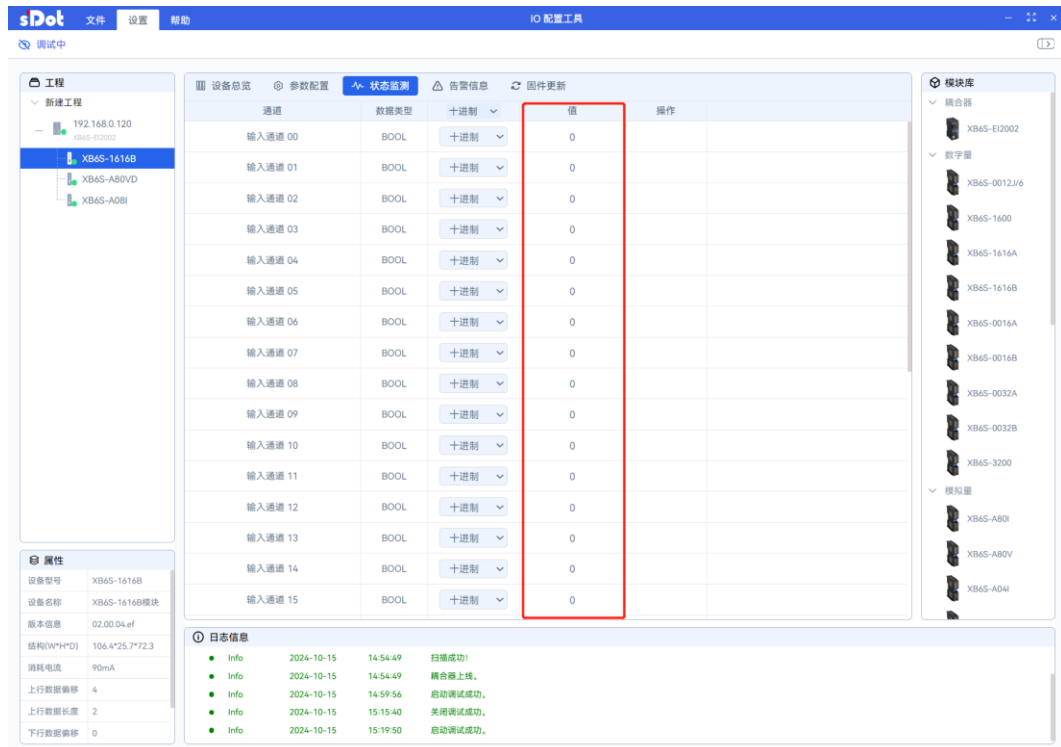 sDot 文件 设置 帮助 IO 配置工具
调试中
工程
新建工程
192.168.0.120
XB6S-EI2002
XB6S-1616B
XB6S-A80VD
XB6S-A08I
设备总览 参数配置 状态监测 告警信息 固件更新
通道 数据类型 十进制 值 操作
输入通道 00 BOOL 十进制 0
输入通道 01 BOOL 十进制 0
输入通道 02 BOOL 十进制 0
输入通道 03 BOOL 十进制 0
输入通道 04 BOOL 十进制 0
输入通道 05 BOOL 十进制 0
输入通道 06 BOOL 十进制 0
输入通道 07 BOOL 十进制 0
输入通道 08 BOOL 十进制 0
输入通道 09 BOOL 十进制 0
输入通道 10 BOOL 十进制 0
输入通道 11 BOOL 十进制 0
输入通道 12 BOOL 十进制 0
输入通道 13 BOOL 十进制 0
输入通道 14 BOOL 十进制 0
输入通道 15 BOOL 十进制 0
模块库
耦合器
XB6S-EI2002
数字量
XB6S-0012J/6
XB6S-1600
XB6S-1616A
XB6S-1616B
XB6S-0016A
XB6S-0016B
XB6S-0032A
XB6S-0032B
XB6S-3200
模拟量
XB6S-A80I
XB6S-A80V
XB6S-A04I
属性
设备型号 XB6S-1616B
设备名称 XB6S-1616B模块
版本信息 02.00.04.ef
结构(W*H*D) 106.4*25.7*72.3
消耗电流 90mA
上行数据偏移 4
上行数据长度 2
下行数据偏移 0
日志信息
Info 2024-10-15 14:54:49 扫描成功!
Info 2024-10-15 14:54:49 耦合器上线。
Info 2024-10-15 14:59:56 启动调试成功。
Info 2024-10-15 15:15:40 关闭调试成功。
Info 2024-10-15 15:19:50 启动调试成功。